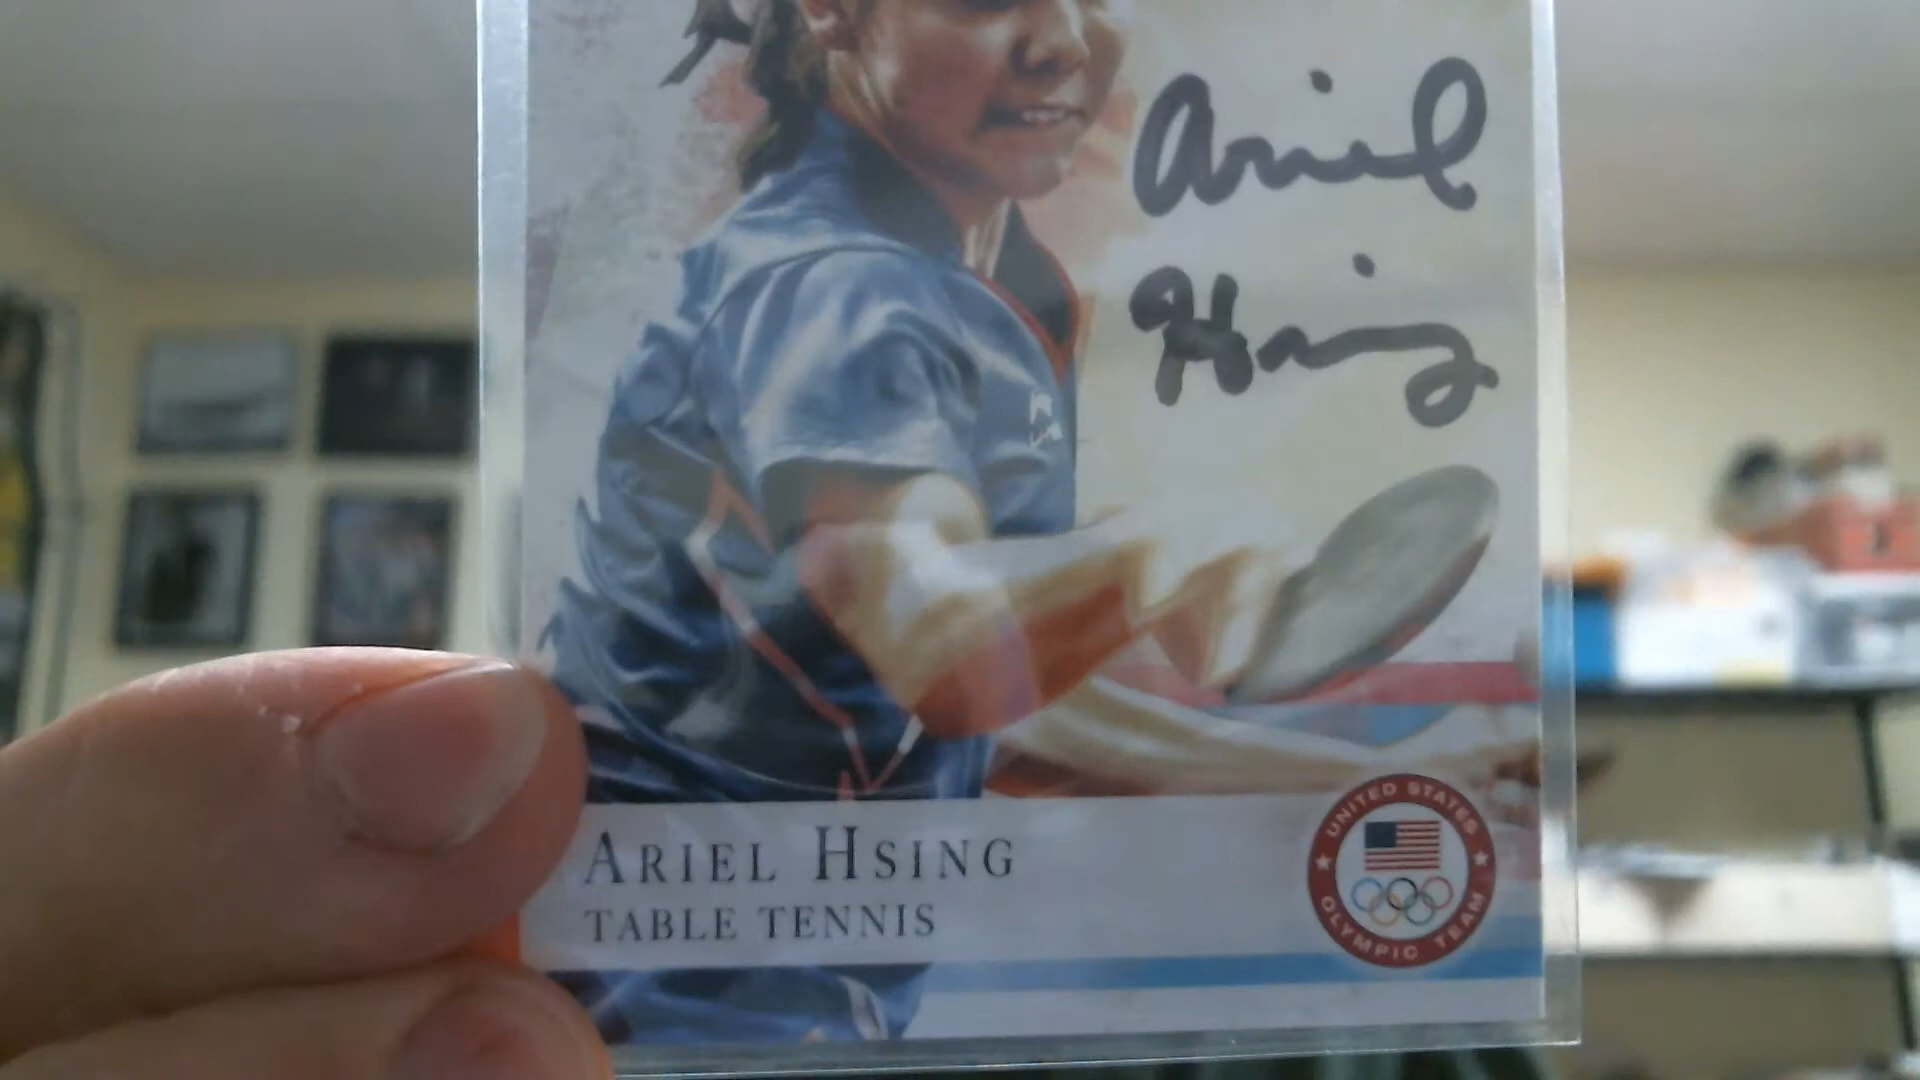 Ariel
Hsing
ARIEL HSING
TABLE TENNIS
UNITED STATES
OLYMPIC TEAM